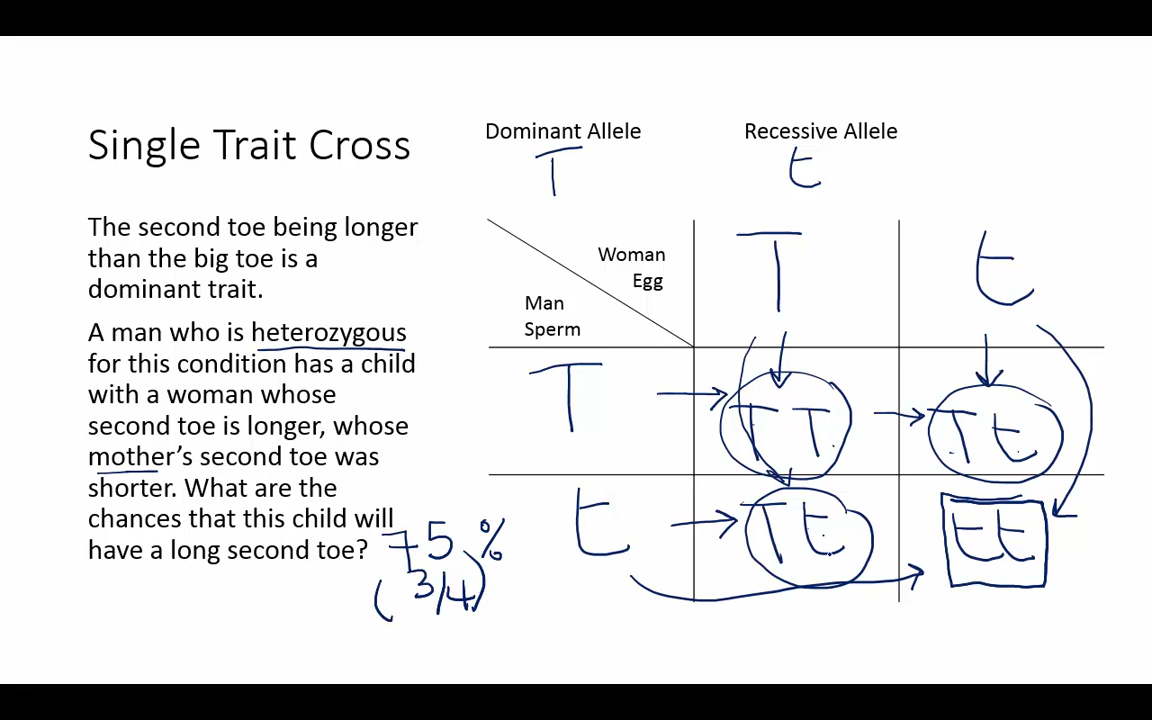 Single Trait Cross
The second toe being longer
than the big toe is a
dominant trait.
A man who is heterozygous
for this condition has a child
with a woman whose
second toe is longer, whose
mother's second toe was
shorter. What are the
chances that this child will
have a long second toe?
75%
(3/4)
Dominant Allele
T
Recessive Allele
t
Woman
Egg
Man
Sperm
T
t
T
TT
Tt
t
Tt
tt